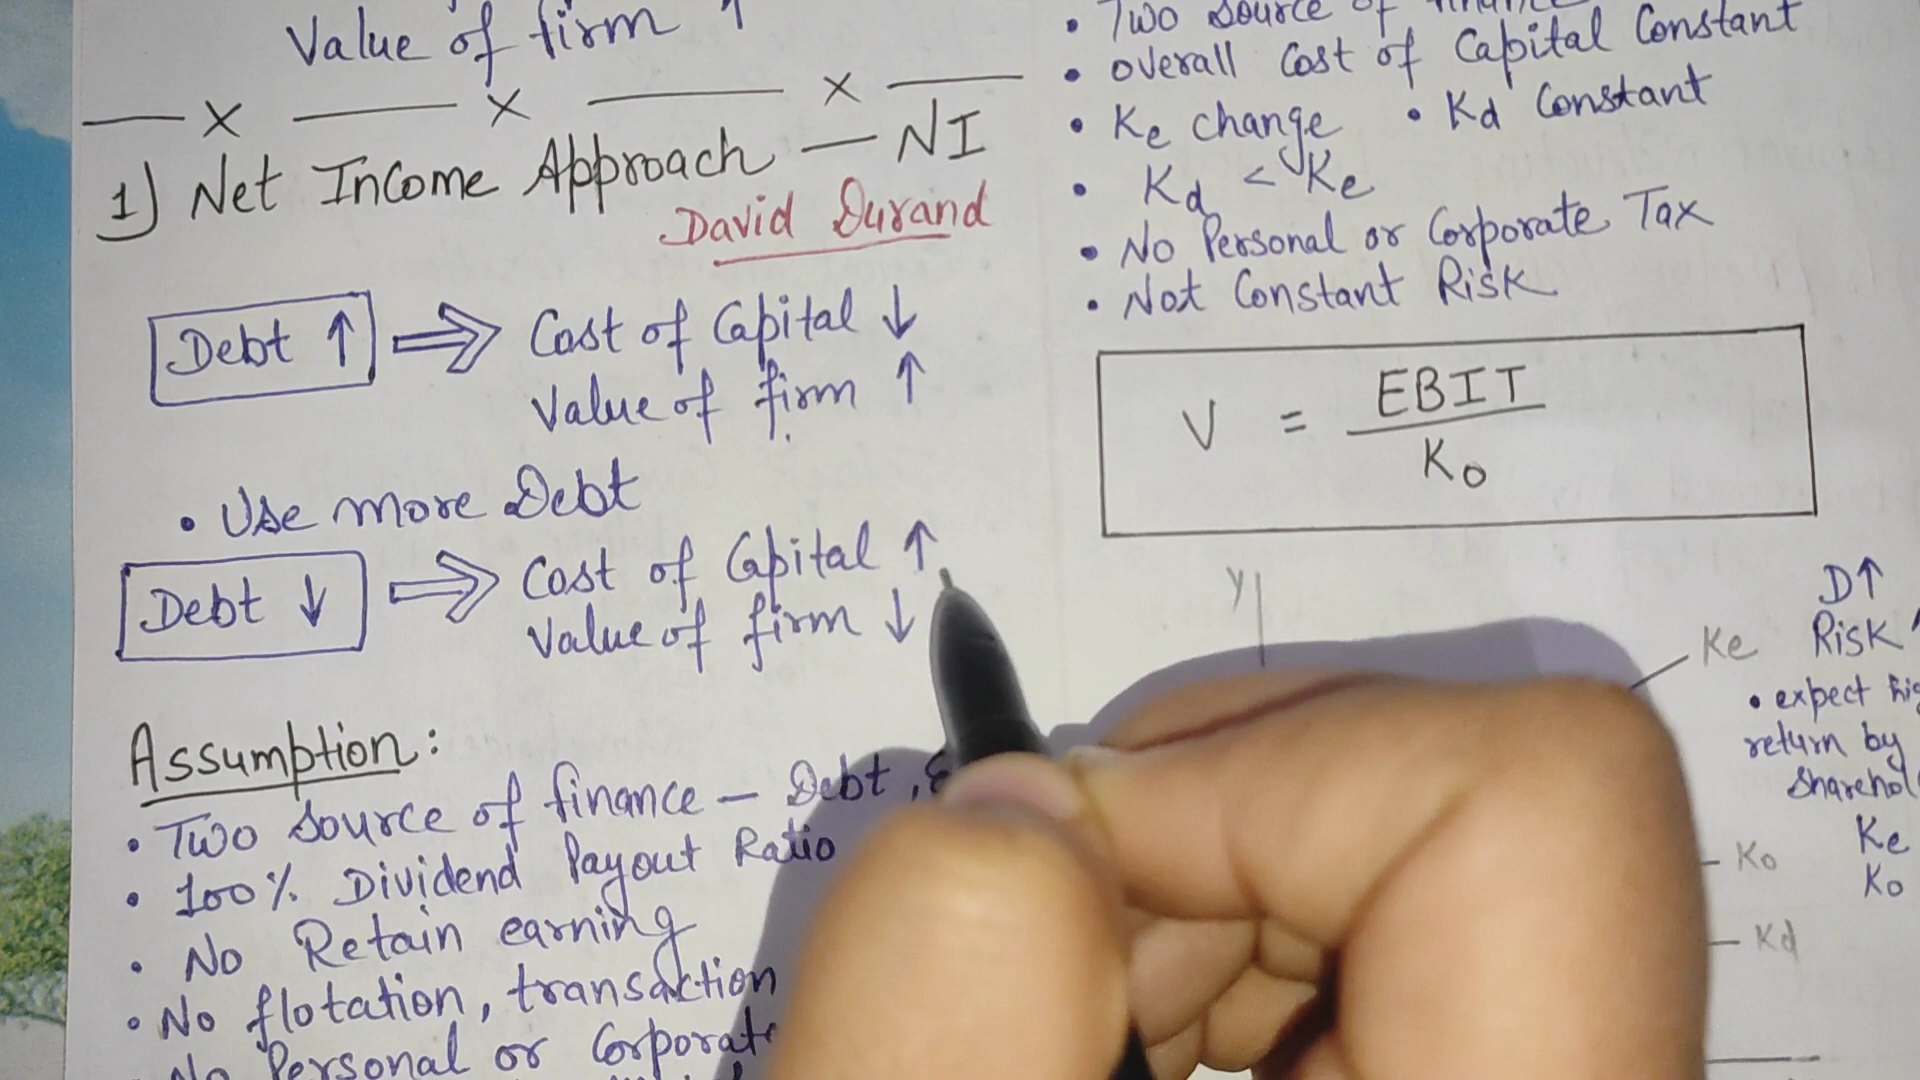 Value of firm ↑
1) Net Income Approach — NI
David Durand
Debt ↑ ⇒ Cost of Capital ↓
Value of firm ↑
• Use more Debt
Debt ↓ ⇒ Cost of Capital ↑
Value of firm ↓
Assumption:
• Two source of finance — Debt,
• 100% Dividend Payout Ratio
• No Retain earning
• No flotation, transaction
No Personal or Corporate
• Two source of finance
• overall Cost of Capital Constant
• Ke change • Kd Constant
• Kd < Ke
• No Personal or Corporate Tax
• Not Constant Risk
V = EBIT / Ko
y
Ke
Ko
Kd
D↑
Risk ↑
• expect
return by
Ke
Ko